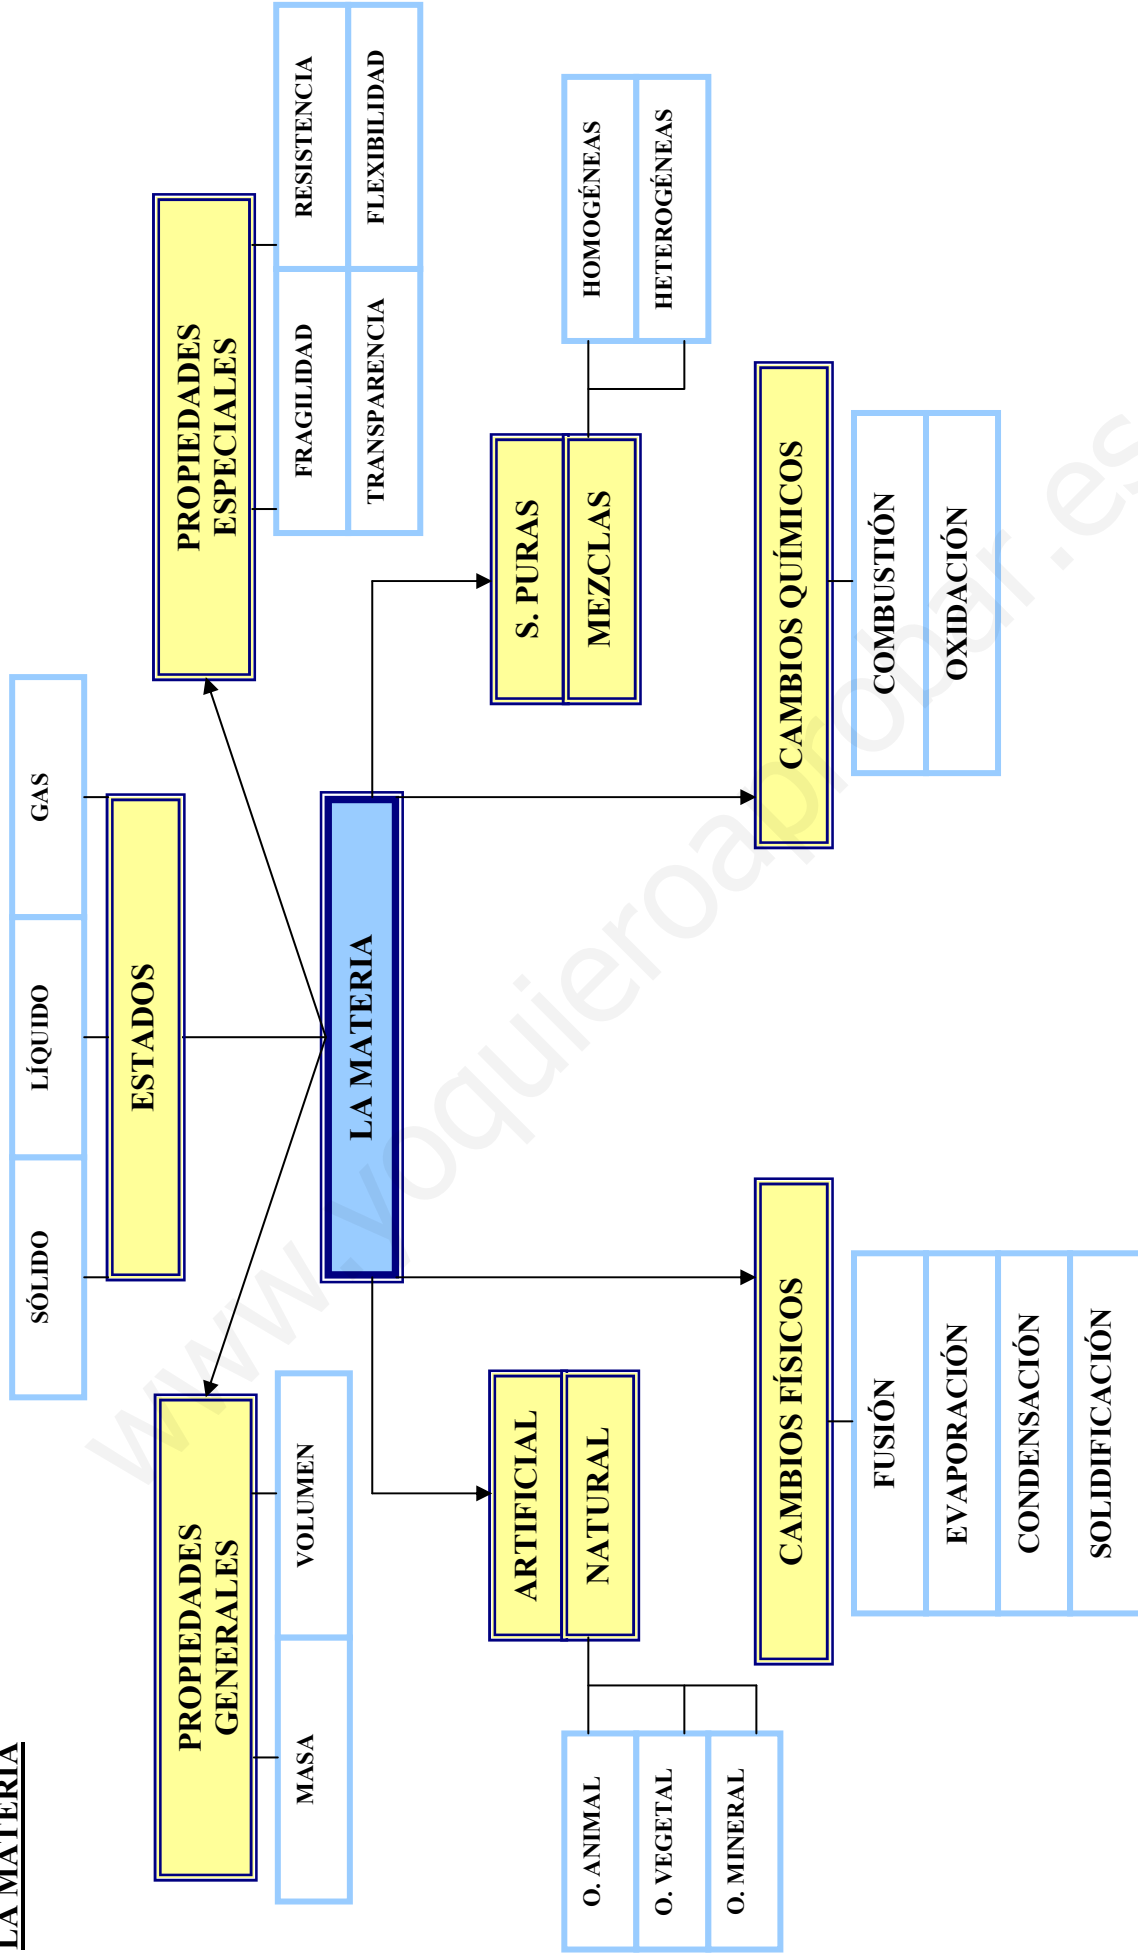 LA MATERIA
SÓLIDO
LÍQUIDO
GAS
ESTADOS
PROPIEDADES
GENERALES
PROPIEDADES
ESPECIALES
MASA
VOLUMEN
FRAGILIDAD
RESISTENCIA
TRANSPARENCIA
FLEXIBILIDAD
LA MATERIA
ARTIFICIAL
NATURAL
S. PURAS
MEZCLAS
O. ANIMAL
O. VEGETAL
O. MINERAL
HOMOGÉNEAS
HETEROGÉNEAS
CAMBIOS FÍSICOS
CAMBIOS QUÍMICOS
FUSIÓN
EVAPORACIÓN
CONDENSACIÓN
SOLIDIFICACIÓN
COMBUSTIÓN
OXIDACIÓN
www.yoquieroaprobar.es